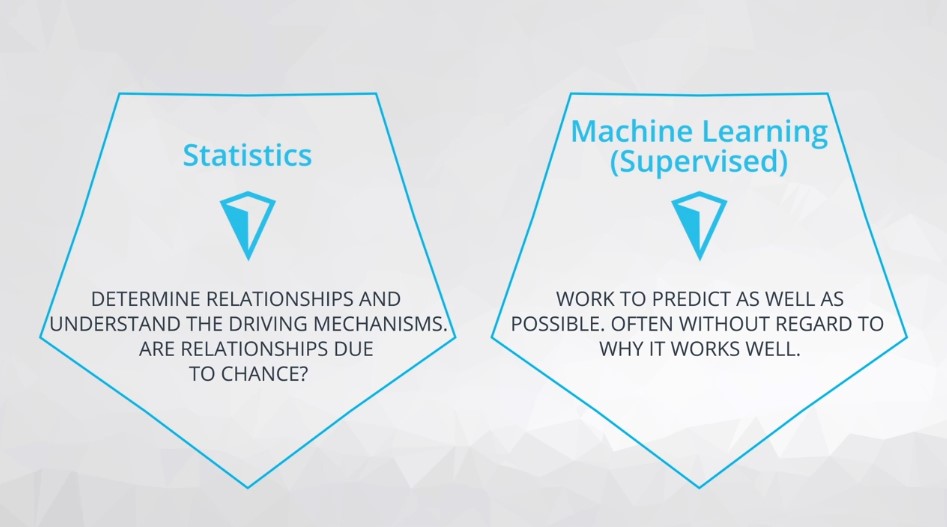 Statistics
DETERMINE RELATIONSHIPS AND
UNDERSTAND THE DRIVING MECHANISMS.
ARE RELATIONSHIPS DUE
TO CHANCE?
Machine Learning
(Supervised)
WORK TO PREDICT AS WELL AS
POSSIBLE. OFTEN WITHOUT REGARD TO
WHY IT WORKS WELL.